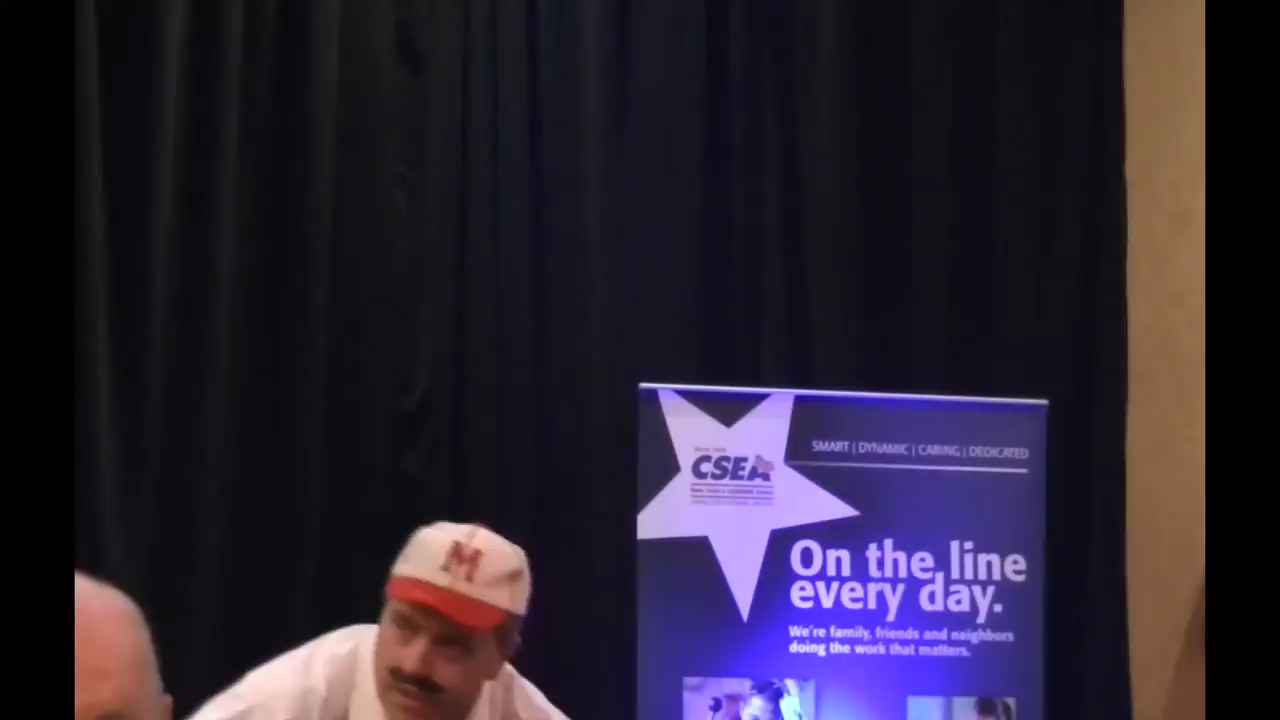 M
CSEA
SMART | DYNAMIC | CARING | DEDICATED
On the line
every day.
We're family, friends and neighbors
doing the work that matters.